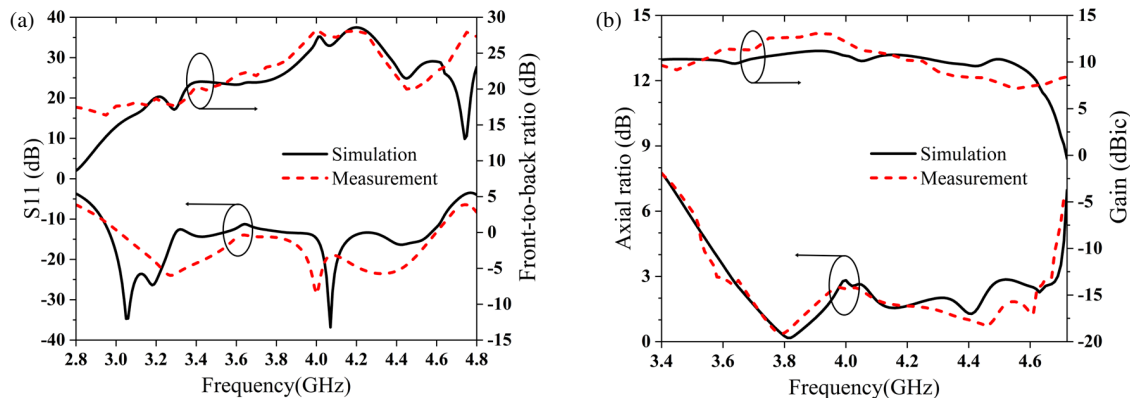 (a)
S11 (dB)
40
30
20
10
0
-10
-20
-30
-40
2.8 3.0 3.2 3.4 3.6 3.8 4.0 4.2 4.4 4.6 4.8
Frequency(GHz)
30
25
20
15
10
5
0
-5
-10
-15
Front-to-back ratio (dB)
Simulation
Measurement
(b)
Axial ratio (dB)
15
12
9
6
3
0
3.4 3.6 3.8 4.0 4.2 4.4 4.6
Frequency(GHz)
15
10
5
0
-5
-10
-15
-20
Gain (dBic)
Simulation
Measurement